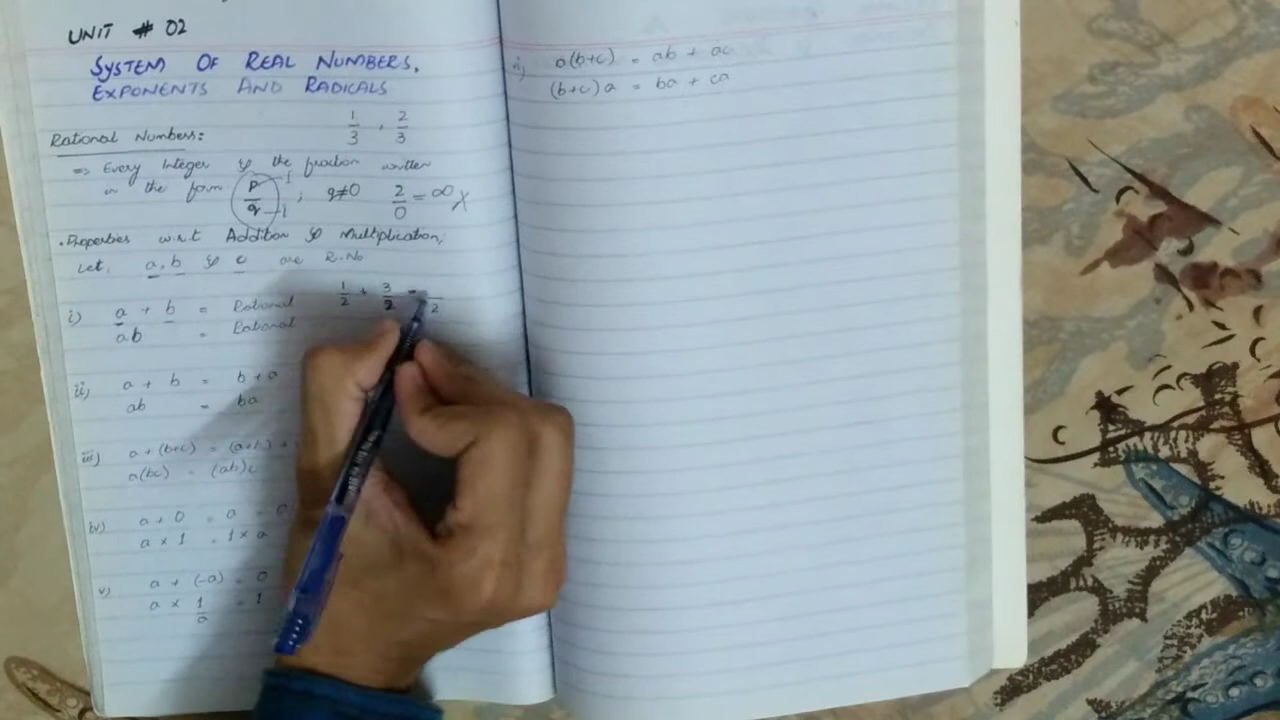 UNIT # 02
SYSTEM OF REAL NUMBERS,
EXPONENTS AND RADICALS
Rational Numbers: 1/3 , 2/3
=> Every Integer & the fraction written
in the form p/q ; q≠0 2/0 = ∞ X
• Properties w.r.t Addition & Multiplication;
Let, a, b & c are R.No
1/2 + 3/2 = /2
i) a + b = Rational
ab = Rational
ii) a + b = b + a
ab = ba
iii) a + (b+c) = (a+b) +
a(bc) = (ab)c
iv) a + 0 = a = 0
a × 1 = 1 × a
v) a + (-a) = 0
a × 1/a = 1
vi) a(b+c) = ab + ac
(b+c)a = ba + ca